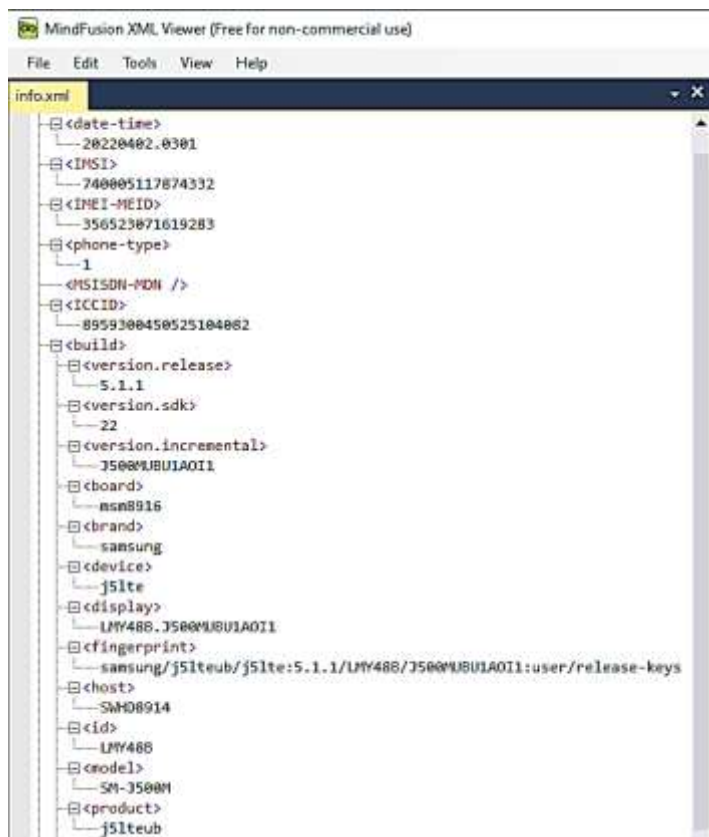 MindFusion XML Viewer (Free for non-commercial use)
File Edit Tools View Help
info.xml
<date-time>
20220402.0301
<IMSI>
740005117874332
<IMEI-MEID>
356523071619283
<phone-type>
1
<MSISDN-MDN />
<ICCID>
8959300450525104082
<build>
<version.release>
5.1.1
<version.sdk>
22
<version.incremental>
J500MUBU1AOI1
<board>
msm8916
<brand>
samsung
<device>
j5lte
<display>
LMY48B.J500MUBU1AOI1
<fingerprint>
samsung/j5lteub/j5lte:5.1.1/LMY48B/J500MUBU1AOI1:user/release-keys
<host>
SWHD8914
<id>
LMY48B
<model>
SM-J500M
<product>
j5lteub